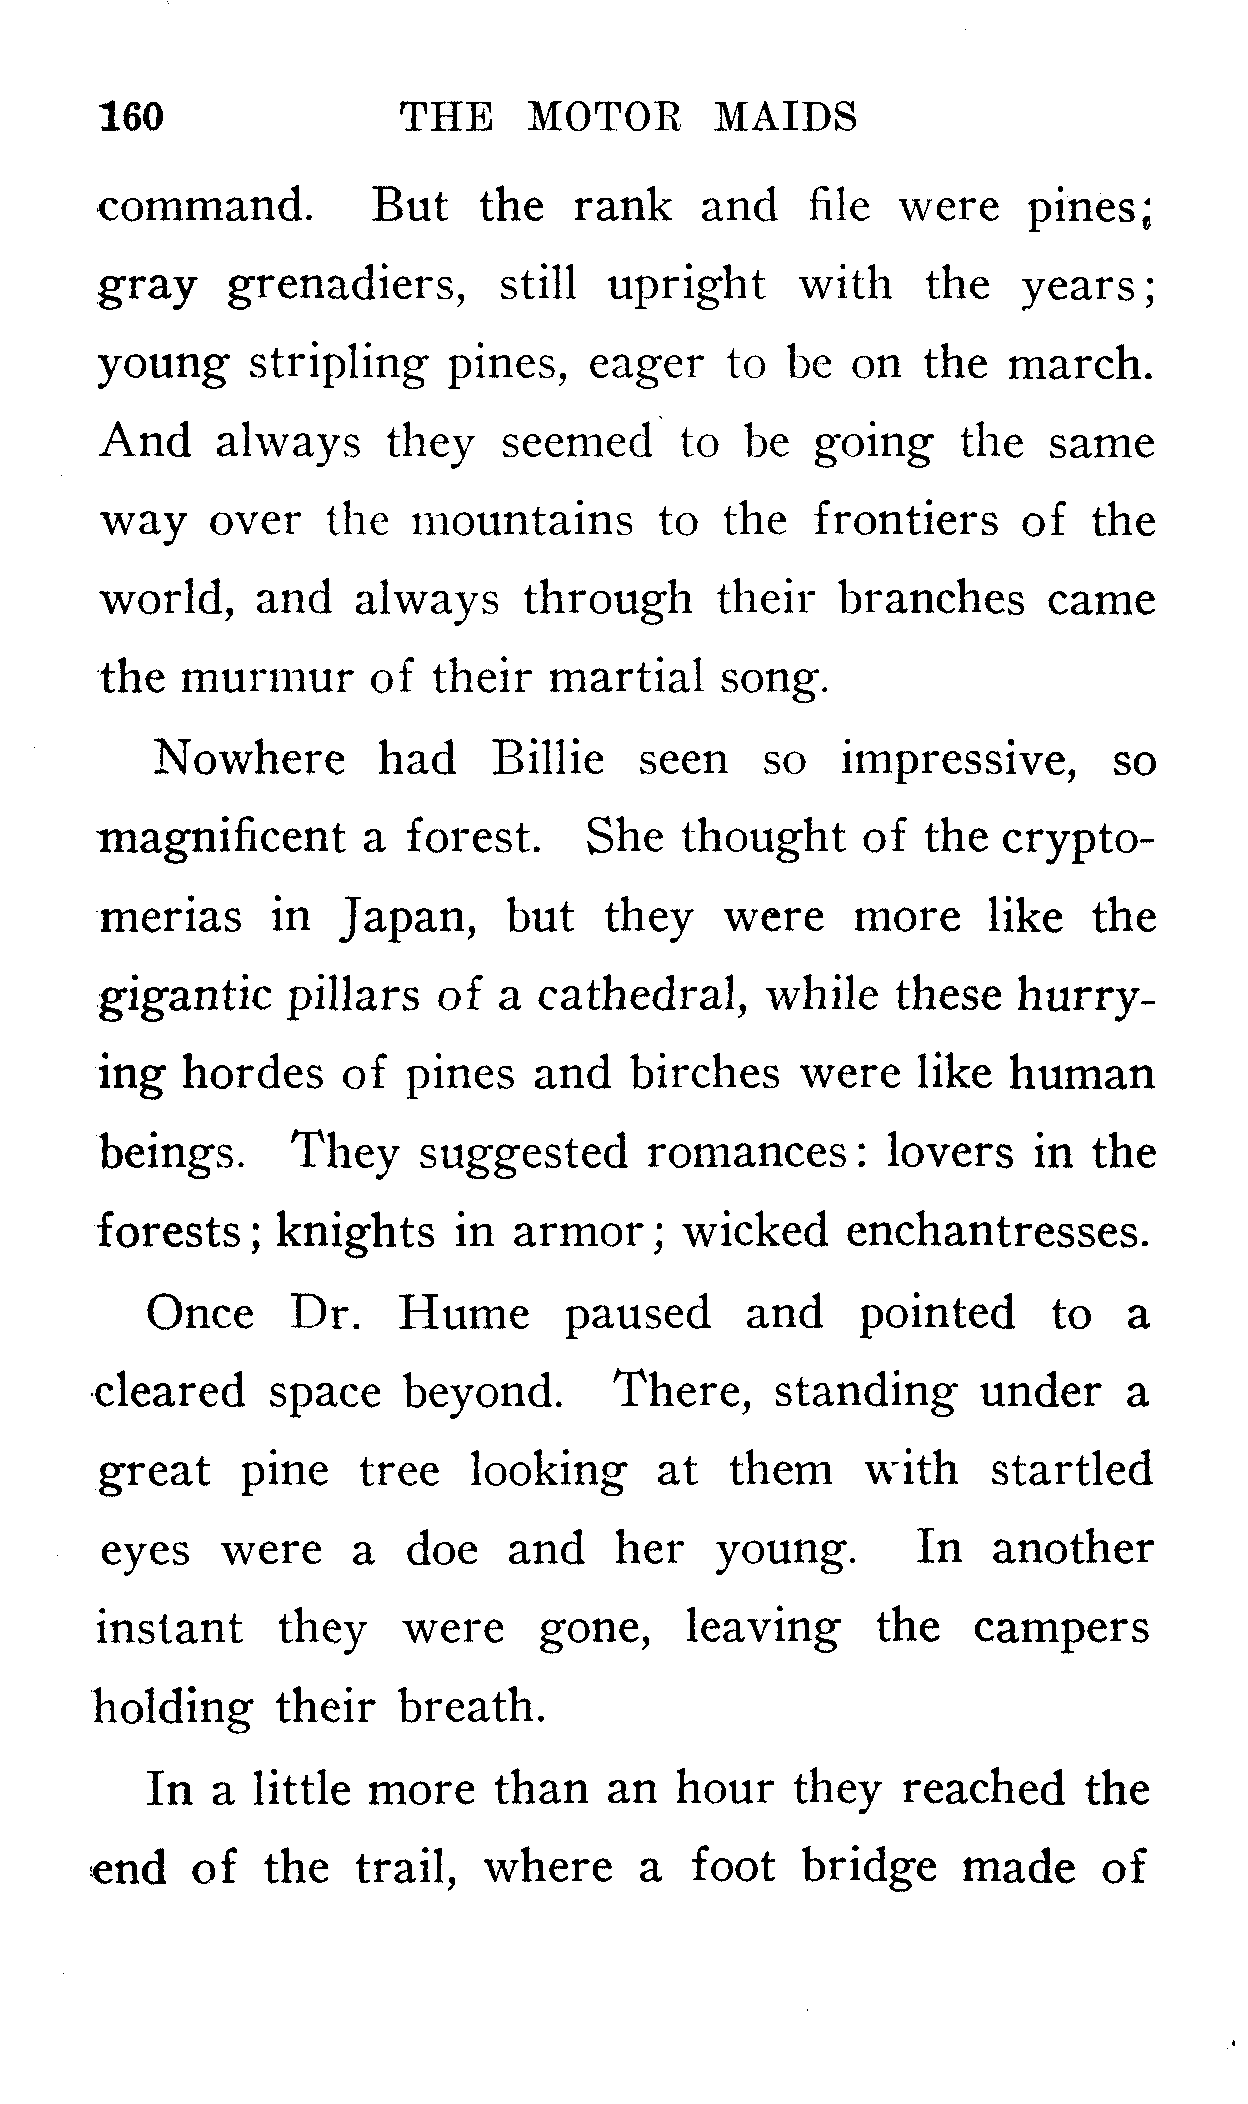 160 THE MOTOR MAIDS
command. But the rank and file were pines;
gray grenadiers, still upright with the years;
young stripling pines, eager to be on the march.
And always they seemed to be going the same
way over the mountains to the frontiers of the
world, and always through their branches came
the murmur of their martial song.
Nowhere had Billie seen so impressive, so
magnificent a forest. She thought of the crypto-
merias in Japan, but they were more like the
gigantic pillars of a cathedral, while these hurry-
ing hordes of pines and birches were like human
beings. They suggested romances: lovers in the
forests; knights in armor; wicked enchantresses.
Once Dr. Hume paused and pointed to a
cleared space beyond. There, standing under a
great pine tree looking at them with startled
eyes were a doe and her young. In another
instant they were gone, leaving the campers
holding their breath.
In a little more than an hour they reached the
end of the trail, where a foot bridge made of